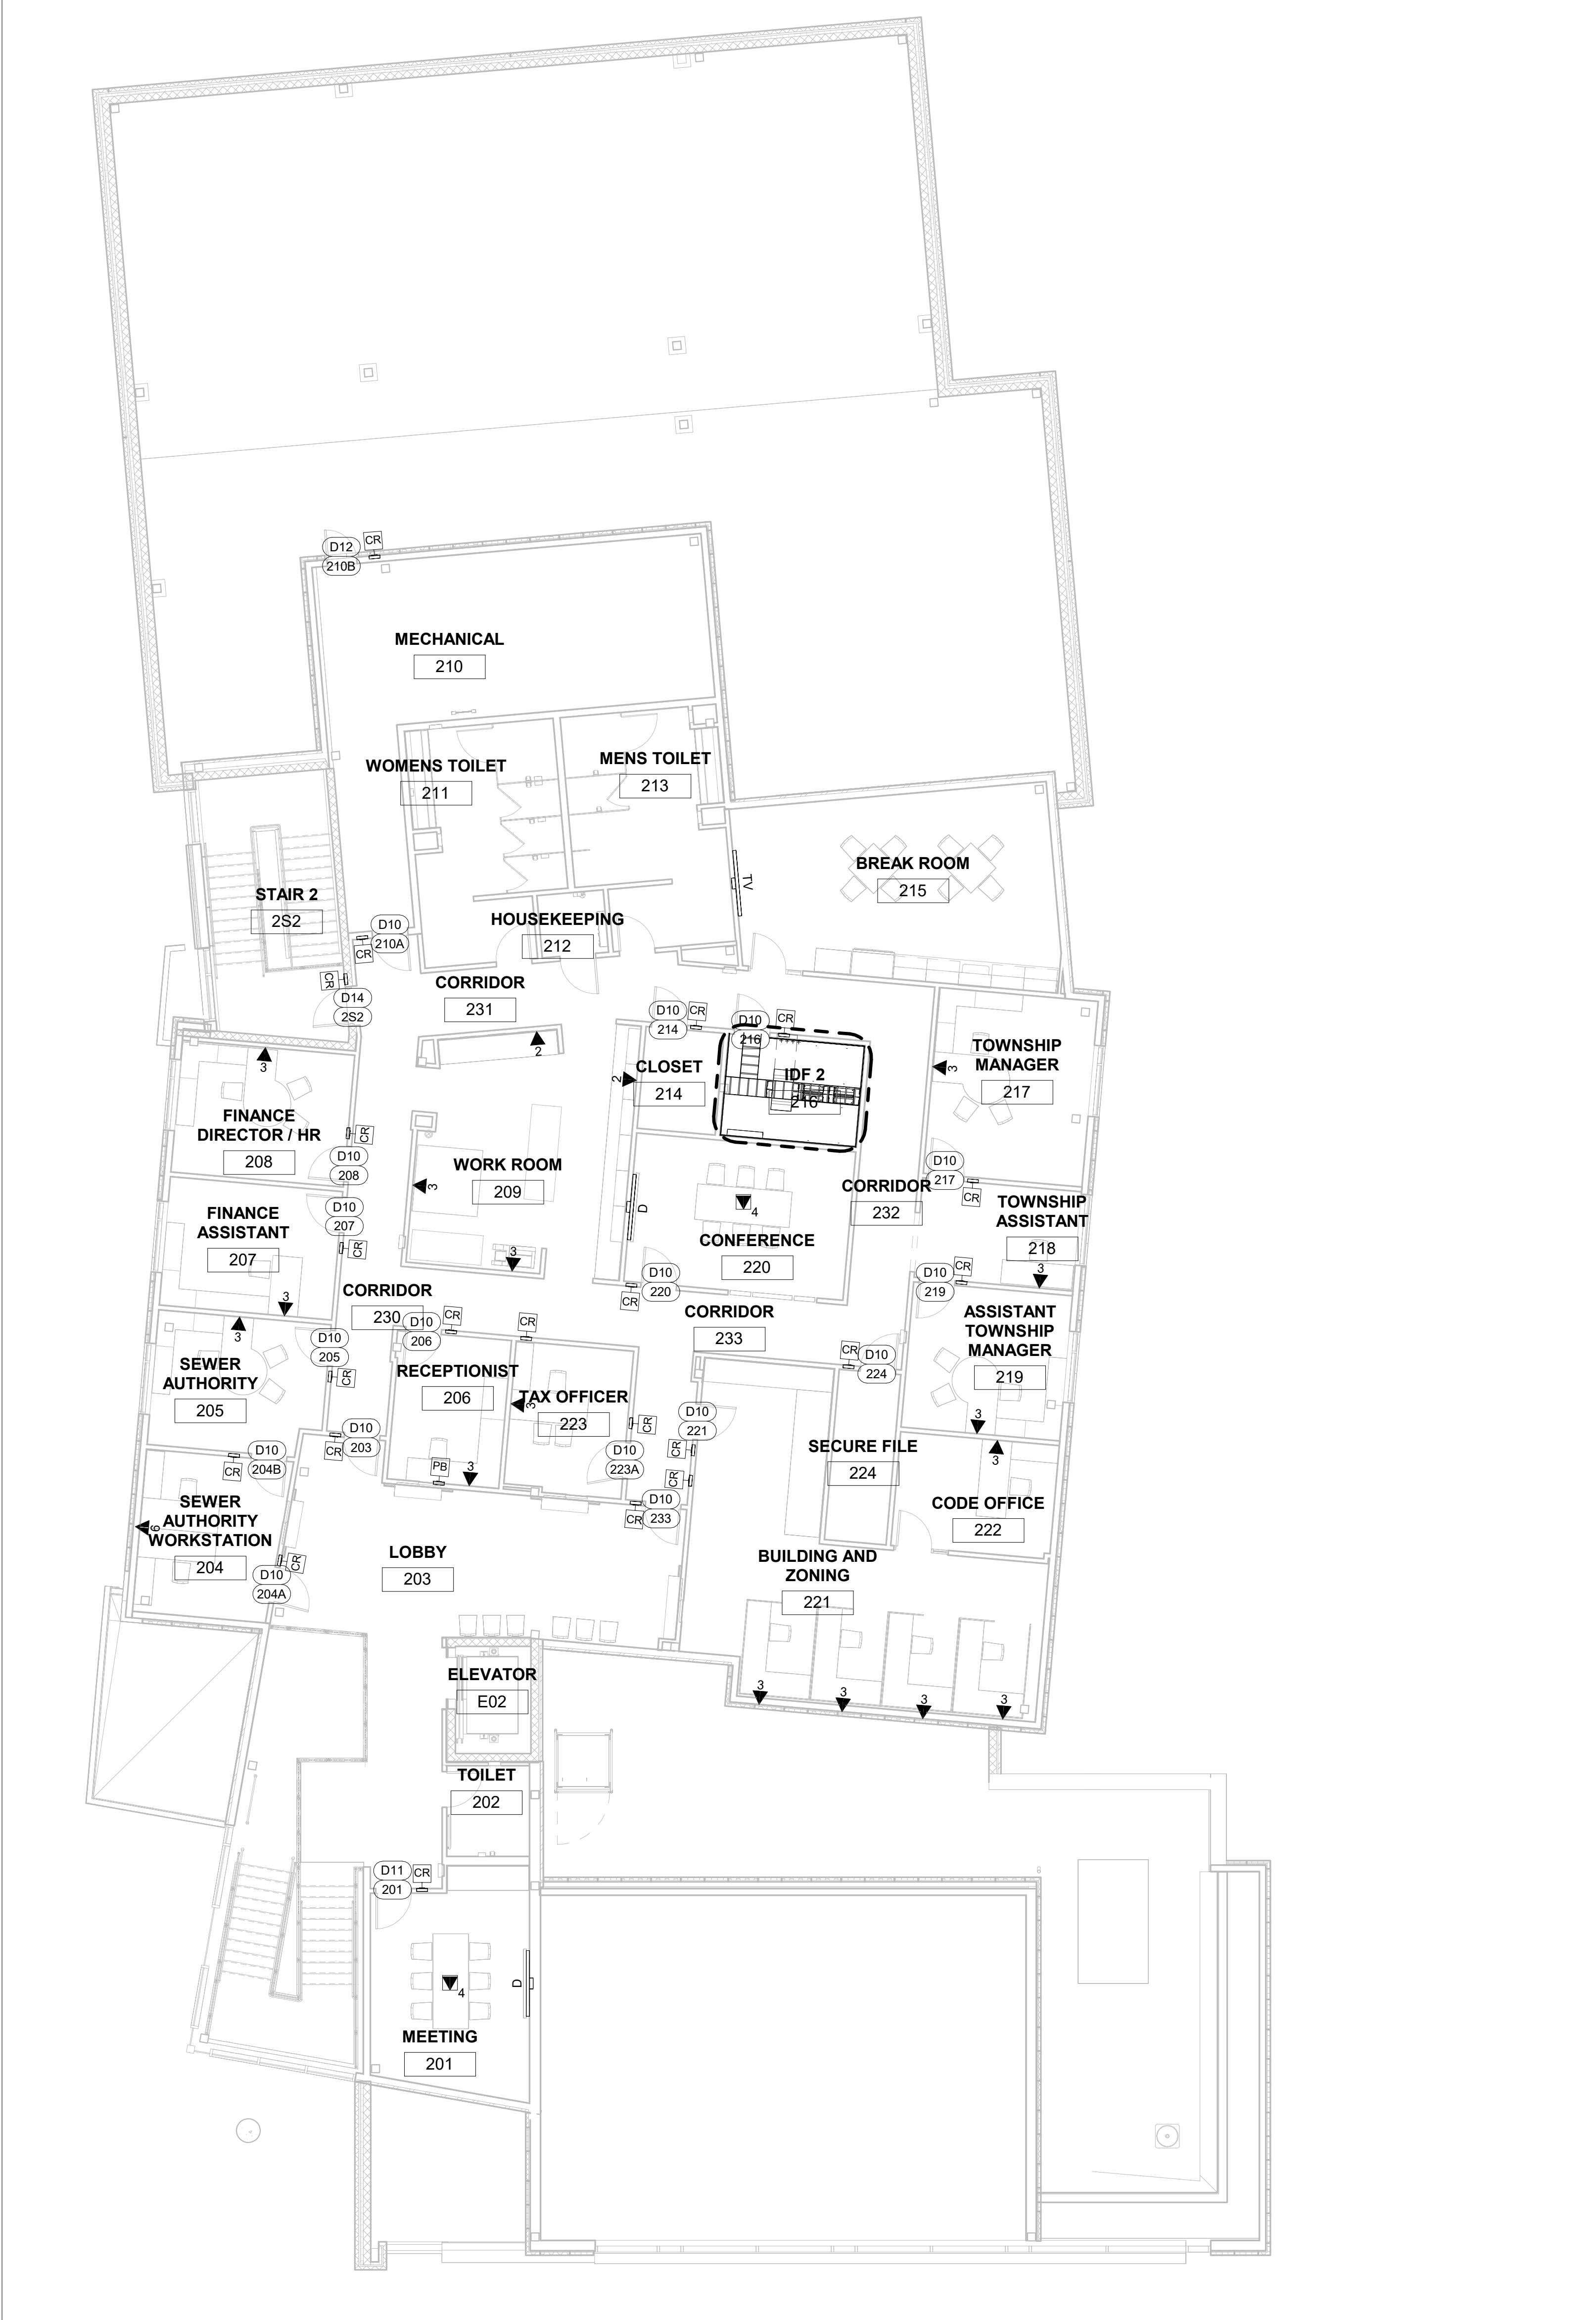 CR
D12
210B
MECHANICAL
210
WOMENS TOILET
211
MENS TOILET
213
TV
BREAK ROOM
215
STAIR 2
2S2
HOUSEKEEPING
212
D10
210A
CR
CR
D14
2S2
CORRIDOR
231
2
D10
214
CR
D10
216
CR
CLOSET
214
2
IDF 2
216
TOWNSHIP
MANAGER
217
3
3
FINANCE
DIRECTOR / HR
208
CR
D10
208
WORK ROOM
209
3
3
D
4
CONFERENCE
220
CORRIDOR
232
D10
217
CR
TOWNSHIP
ASSISTANT
218
3
FINANCE
ASSISTANT
207
3
D10
207
CR
D10
220
CR
D10
219
CR
CORRIDOR
230
D10
206
CR
CR
CORRIDOR
233
ASSISTANT
TOWNSHIP
MANAGER
219
3
3
SEWER
AUTHORITY
205
D10
205
CR
RECEPTIONIST
206
3
TAX OFFICER
223
CR
D10
224
D10
221
CR
CR
CR
D10
223A
D10
203
CR
PB
3
D10
204B
CR
SECURE FILE
224
3
CODE OFFICE
222
SEWER
AUTHORITY
WORKSTATION
204
6
CR
D10
204A
D10
233
CR
LOBBY
203
BUILDING AND
ZONING
221
3
3
3
3
ELEVATOR
E02
TOILET
202
D11
201
CR
4
D
MEETING
201